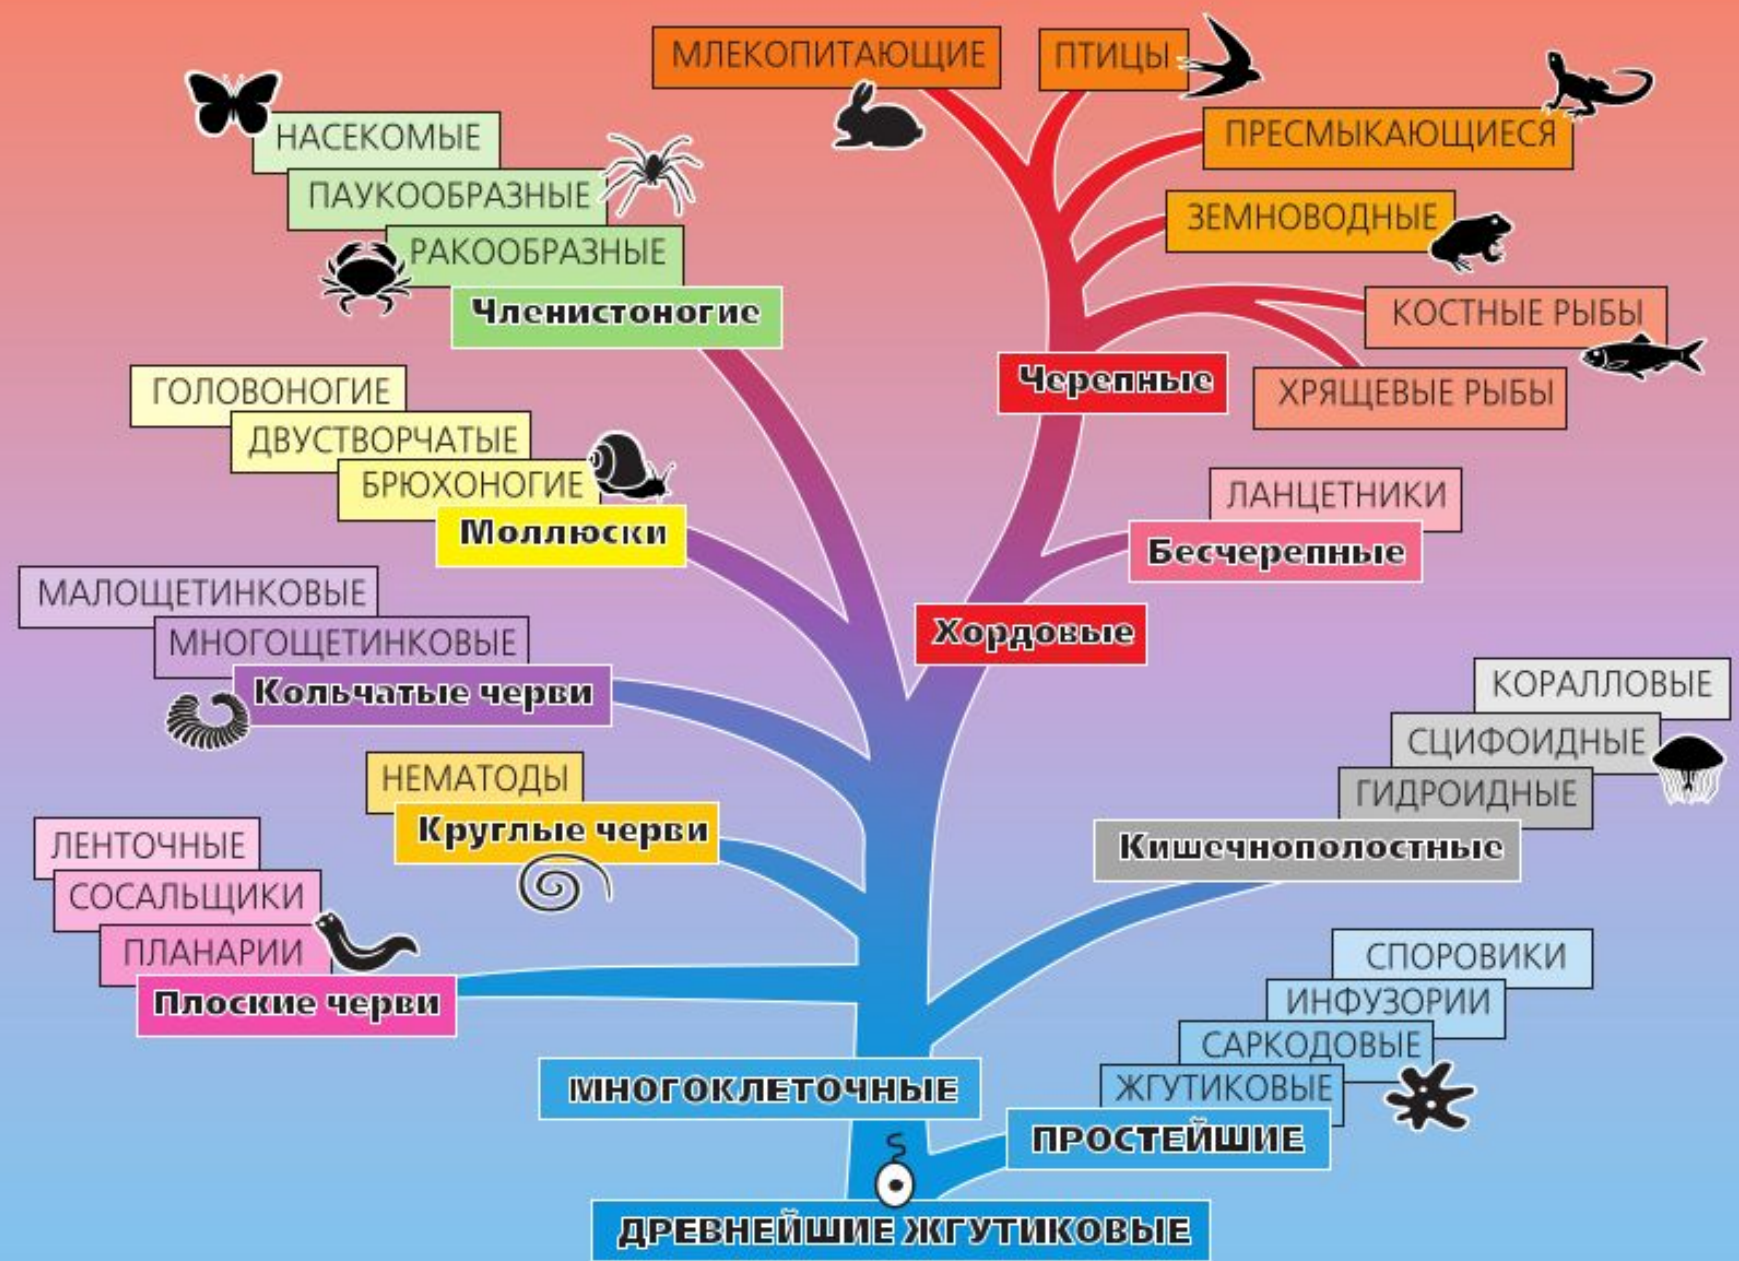 МЛЕКОПИТАЮЩИЕ
ПТИЦЫ
НАСЕКОМЫЕ
ПРЕСМЫКАЮЩИЕСЯ
ПАУКООБРАЗНЫЕ
ЗЕМНОВОДНЫЕ
РАКООБРАЗНЫЕ
Членистоногие
КОСТНЫЕ РЫБЫ
Черепные
ХРЯЩЕВЫЕ РЫБЫ
ГОЛОВОНОГИЕ
ДВУСТВОРЧАТЫЕ
БРЮХОНОГИЕ
Моллюски
ЛАНЦЕТНИКИ
Бесчерепные
МАЛОЩЕТИНКОВЫЕ
МНОГОЩЕТИНКОВЫЕ
Кольчатые черви
Хордовые
КОРАЛЛОВЫЕ
СЦИФОИДНЫЕ
ГИДРОИДНЫЕ
Кишечнополостные
НЕМАТОДЫ
Круглые черви
ЛЕНТОЧНЫЕ
СОСАЛЬЩИКИ
ПЛАНАРИИ
Плоские черви
СПОРОВИКИ
ИНФУЗОРИИ
САРКОДОВЫЕ
ЖГУТИКОВЫЕ
ПРОСТЕЙШИЕ
МНОГОКЛЕТОЧНЫЕ
ДРЕВНЕЙШИЕ ЖГУТИКОВЫЕ